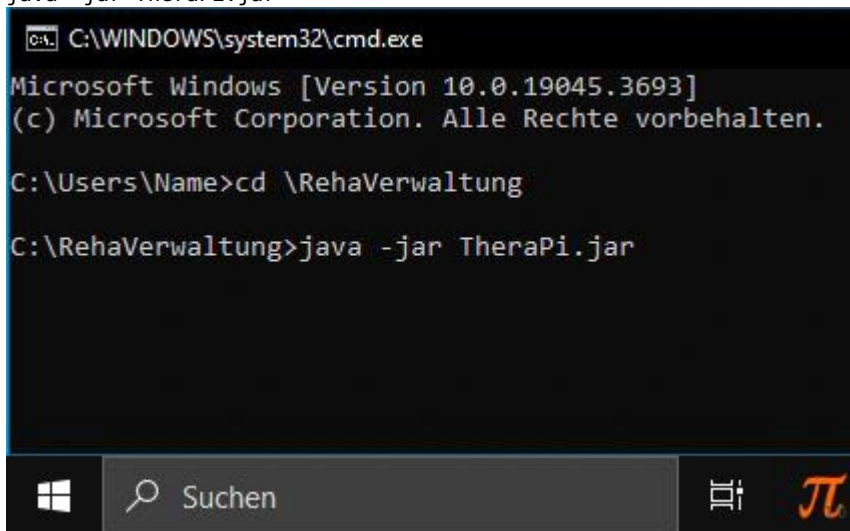 C:\WINDOWS\system32\cmd.exe
Microsoft Windows [Version 10.0.19045.3693]
(c) Microsoft Corporation. Alle Rechte vorbehalten.
C:\Users\Name>cd \RehaVerwaltung
C:\RehaVerwaltung>java -jar TheraPi.jar
Suchen